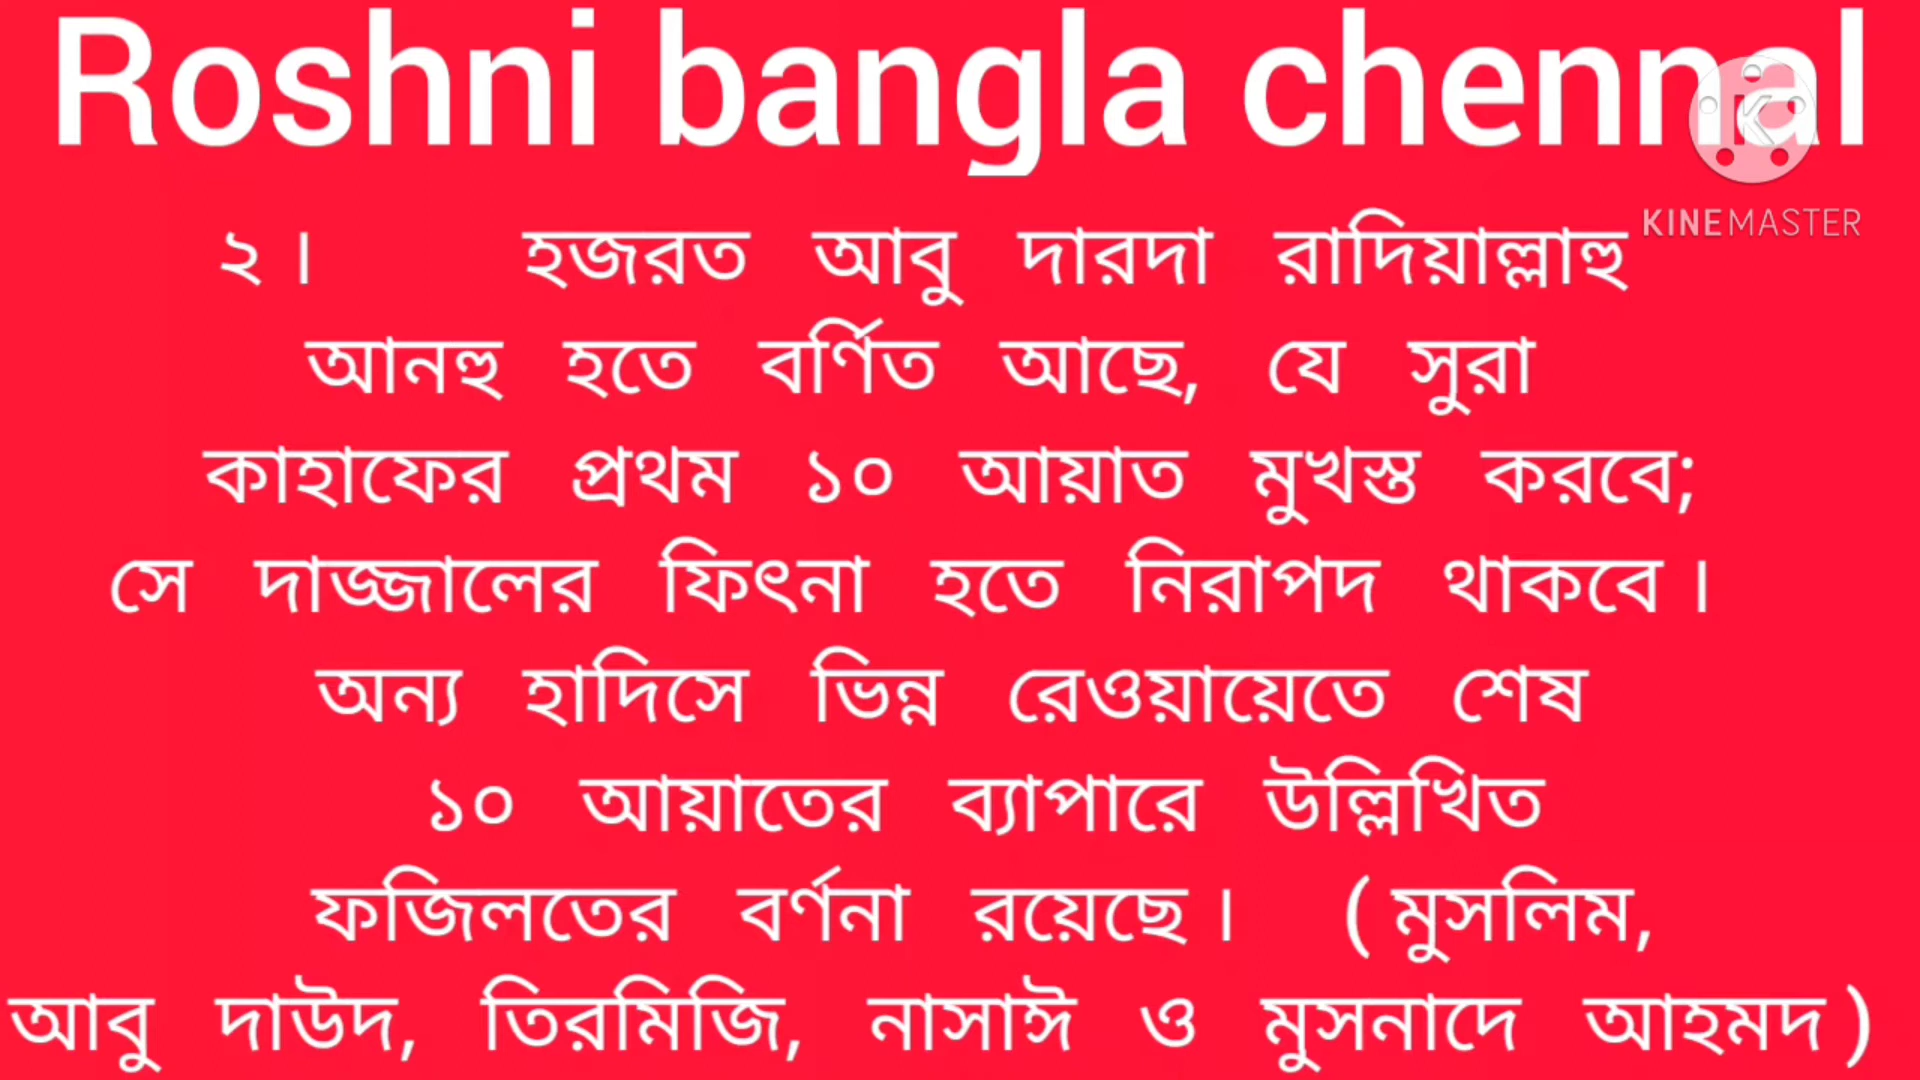 Roshni bangla chennal
KINEMASTER
২। হজরত আবু দারদা রাদিয়াল্লাহু
আনহু হতে বর্ণিত আছে, যে সুরা
কাহাফের প্রথম ১০ আয়াত মুখস্ত করবে;
সে দাজ্জালের ফিৎনা হতে নিরাপদ থাকবে।
অন্য হাদিসে ভিন্ন রেওয়ায়েতে শেষ
১০ আয়াতের ব্যাপারে উল্লিখিত
ফজিলতের বর্ণনা রয়েছে। (মুসলিম,
আবু দাউদ, তিরমিজি, নাসাঈ ও মুসনাদে আহমদ)